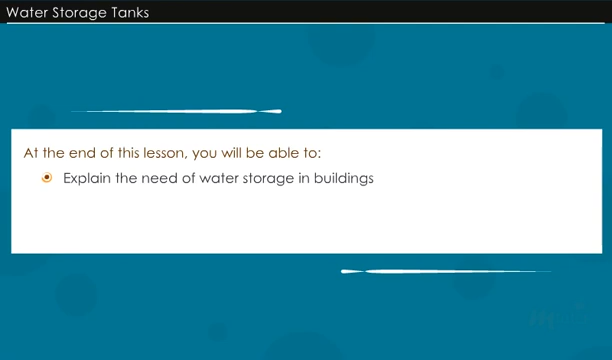 Water Storage Tanks
At the end of this lesson, you will be able to:
Explain the need of water storage in buildings